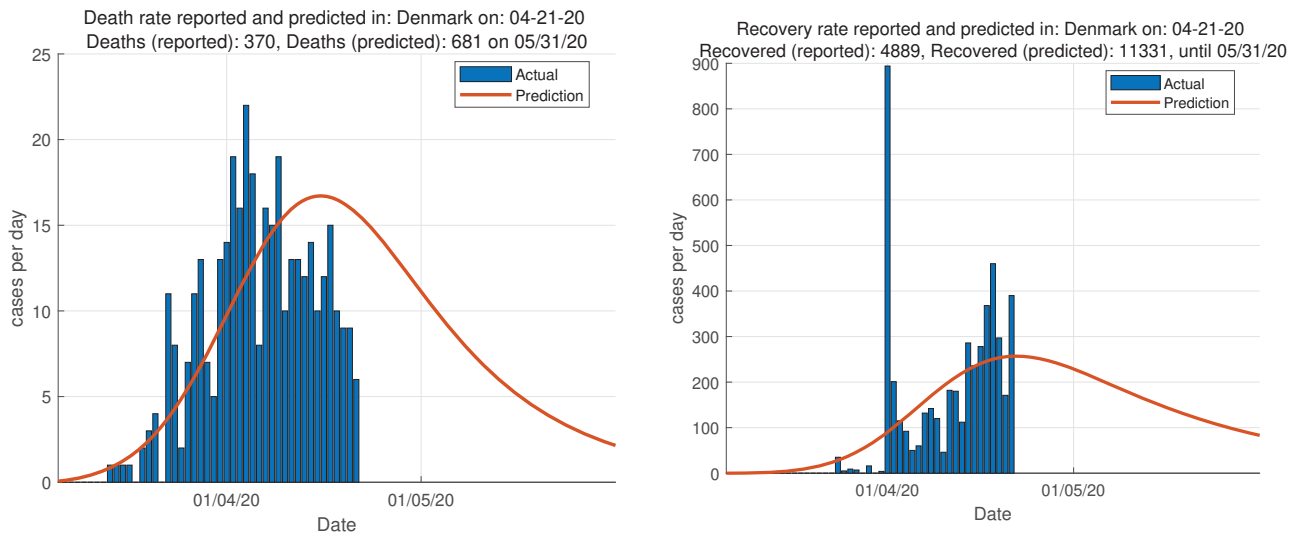 Death rate reported and predicted in: Denmark on: 04-21-20
Deaths (reported): 370, Deaths (predicted): 681 on 05/31/20
25
20
15
10
5
0
cases per day
Actual
Prediction
01/04/20
01/05/20
Date
Recovery rate reported and predicted in: Denmark on: 04-21-20
Recovered (reported): 4889, Recovered (predicted): 11331, until 05/31/20
900
800
700
600
500
400
300
200
100
0
cases per day
Actual
Prediction
01/04/20
01/05/20
Date